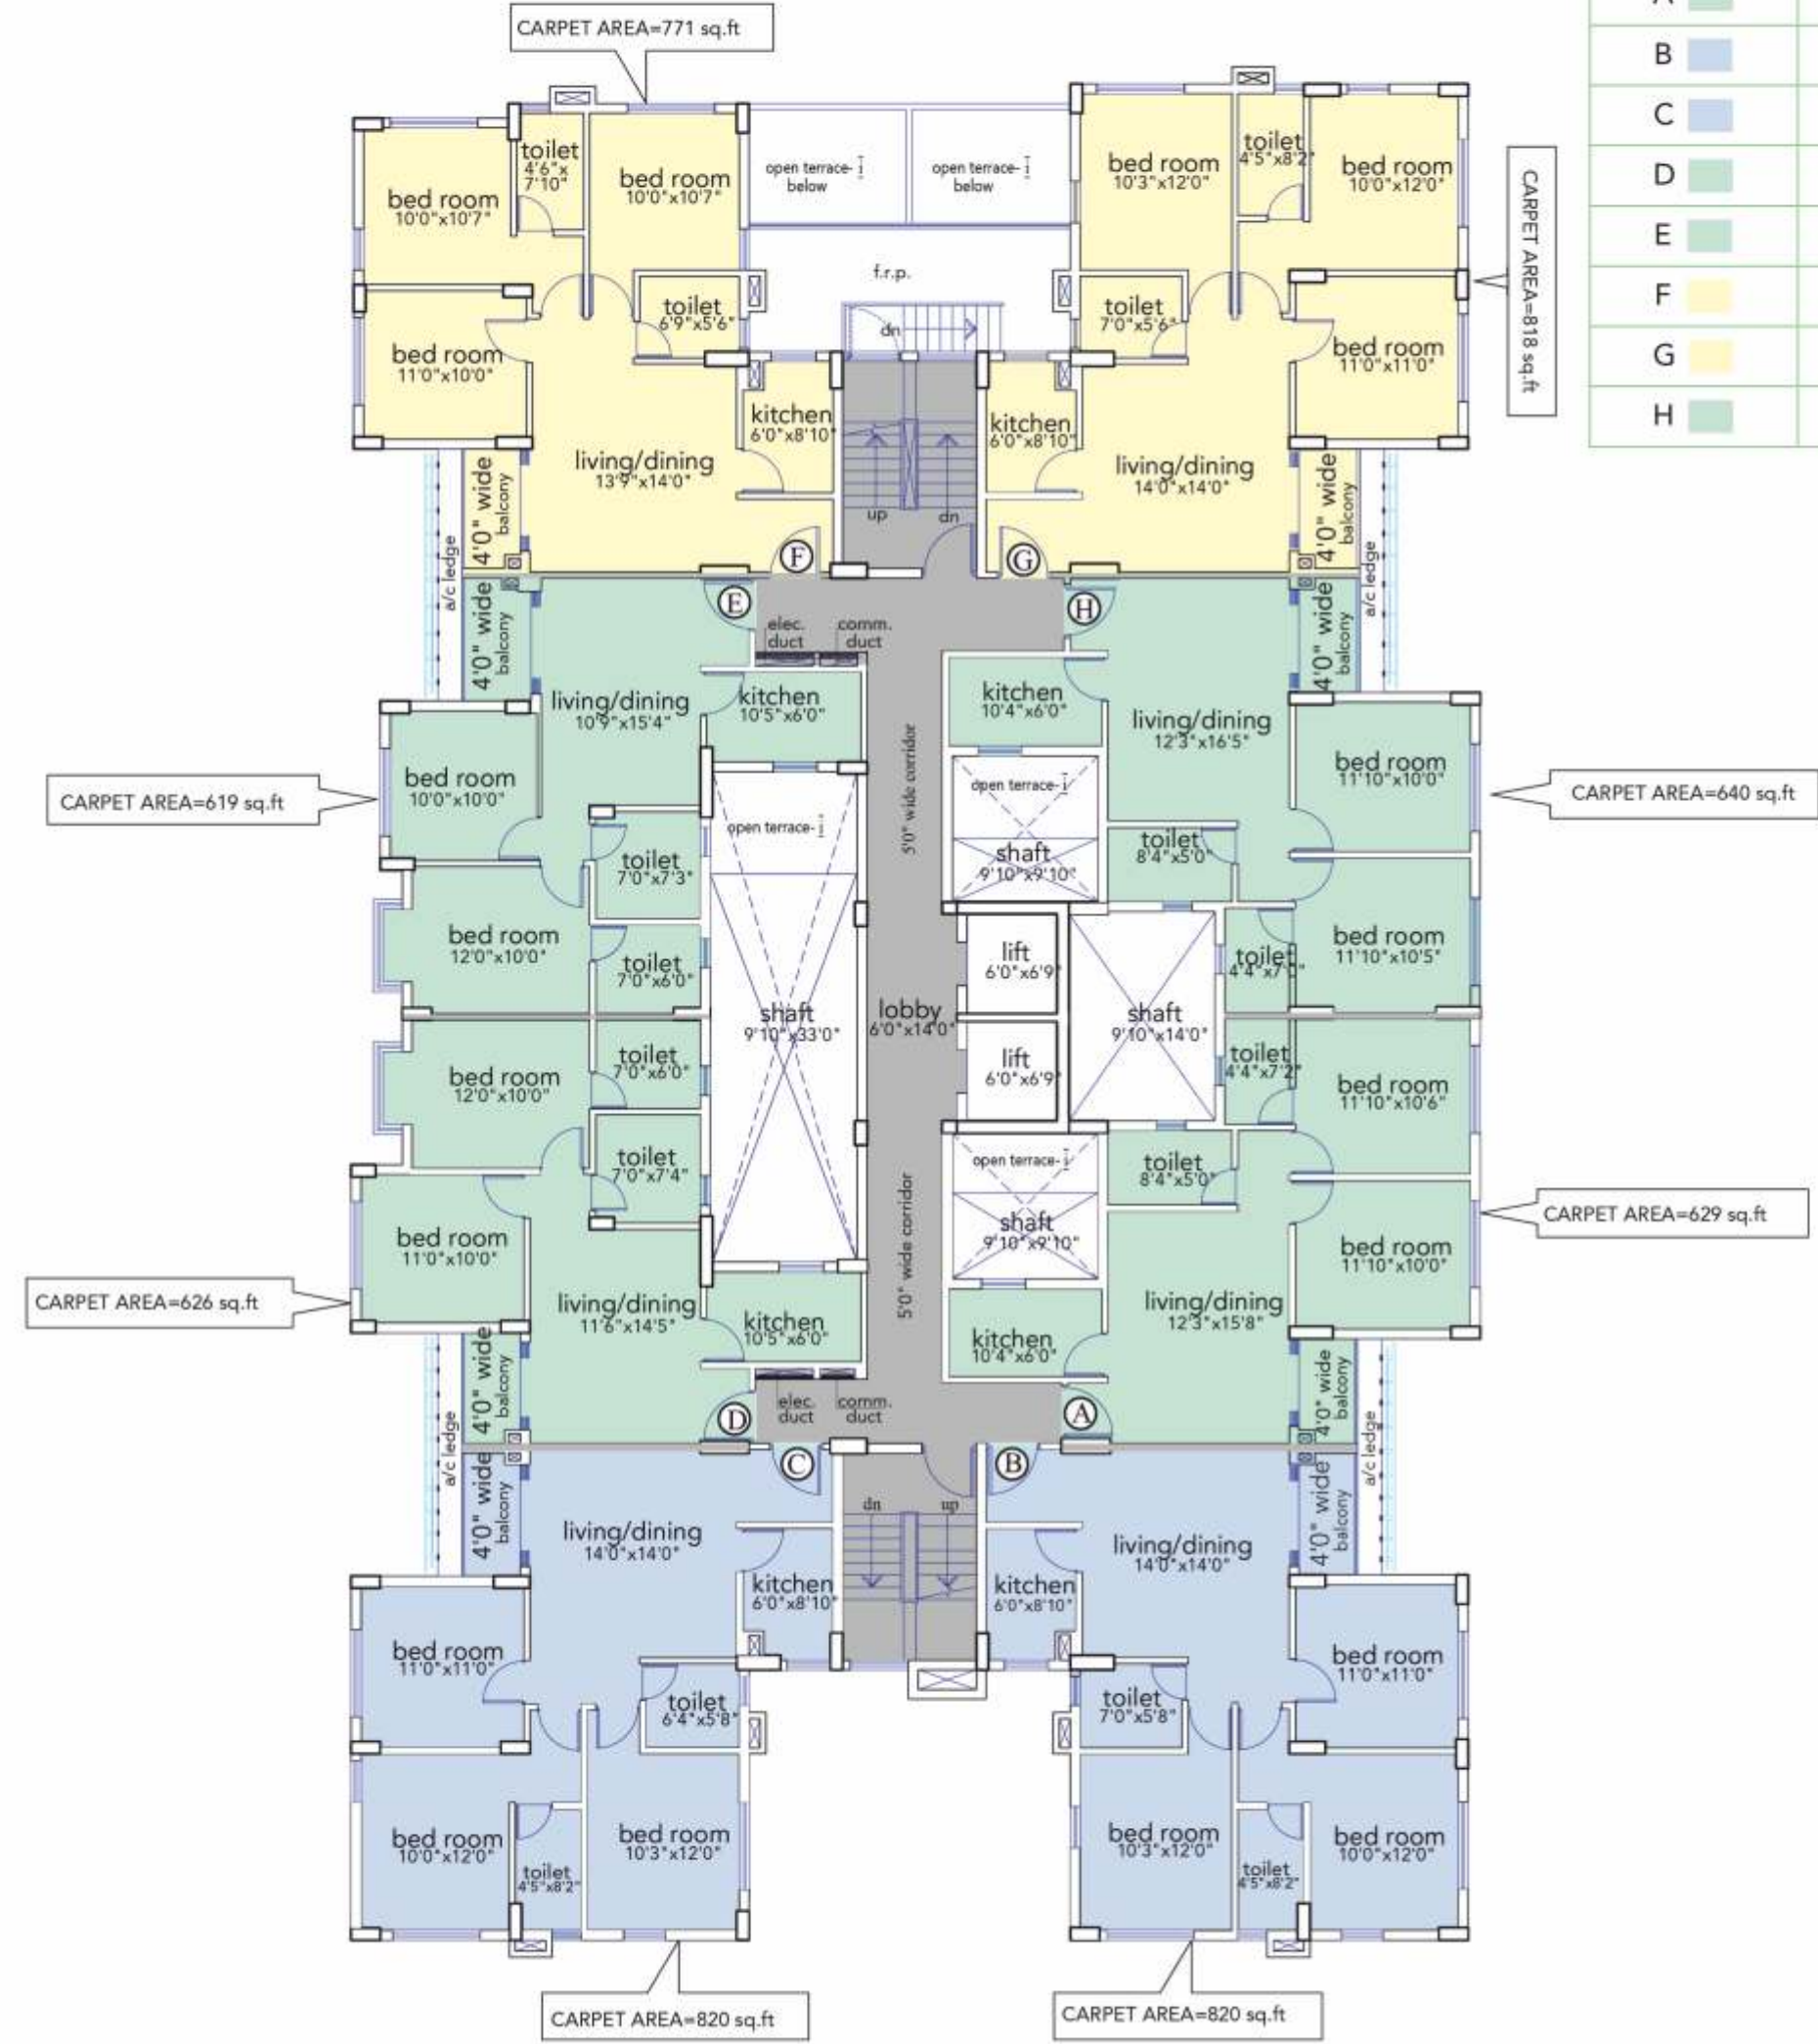 CARPET AREA=771 sq.ft
A
B
C
D
E
F
G
H
toilet
4'6"x
7'10"
bed room
10'0"x10'7"
bed room
10'0"x10'7"
open terrace-i
below
open terrace-i
below
bed room
10'3"x12'0"
toilet
4'5"x8'2"
bed room
10'0"x12'0"
CARPET AREA=818 sq.ft
f.r.p.
toilet
6'9"x5'6"
dn
toilet
7'0"x5'6"
bed room
11'0"x10'0"
bed room
11'0"x11'0"
kitchen
6'0"x8'10"
kitchen
6'0"x8'10"
living/dining
13'9"x14'0"
living/dining
14'0"x14'0"
up
dn
4'0" wide
balcony
4'0" wide
balcony
a/c ledge
a/c ledge
F
G
E
H
4'0" wide
balcony
4'0" wide
balcony
elec.
duct
comm.
duct
living/dining
10'9"x15'4"
kitchen
10'5"x6'0"
kitchen
10'4"x6'0"
living/dining
12'3"x16'5"
5'0" wide corridor
bed room
10'0"x10'0"
CARPET AREA=619 sq.ft
open terrace-i
open terrace-i
bed room
11'10"x10'0"
CARPET AREA=640 sq.ft
toilet
7'0"x7'3"
shaft
9'10"x9'10"
toilet
8'4"x5'0"
bed room
12'0"x10'0"
toilet
7'0"x6'0"
lift
6'0"x6'9"
toilet
bed room
11'10"x10'5"
shaft
9'10"x33'0"
lobby
6'0"x14'0"
shaft
9'10"x14'0"
toilet
7'0"x6'0"
lift
6'0"x6'9"
toilet
4'4"x7'2"
bed room
12'0"x10'0"
bed room
11'10"x10'6"
toilet
7'0"x7'4"
open terrace-i
toilet
8'4"x5'0"
5'0" wide corridor
shaft
9'10"x9'10"
bed room
11'0"x10'0"
bed room
11'10"x10'0"
CARPET AREA=629 sq.ft
CARPET AREA=626 sq.ft
living/dining
11'6"x14'5"
kitchen
10'5"x6'0"
kitchen
10'4"x6'0"
living/dining
12'3"x15'8"
4'0" wide
balcony
4'0" wide
balcony
elec.
duct
comm.
duct
D
A
C
B
a/c ledge
a/c ledge
4'0" wide
balcony
4'0" wide
balcony
dn
up
living/dining
14'0"x14'0"
living/dining
14'0"x14'0"
kitchen
6'0"x8'10"
kitchen
6'0"x8'10"
bed room
11'0"x11'0"
bed room
11'0"x11'0"
toilet
6'4"x5'8"
toilet
7'0"x5'8"
bed room
10'0"x12'0"
bed room
10'3"x12'0"
bed room
10'3"x12'0"
bed room
10'0"x12'0"
toilet
4'5"x8'2"
toilet
4'5"x8'2"
CARPET AREA=820 sq.ft
CARPET AREA=820 sq.ft